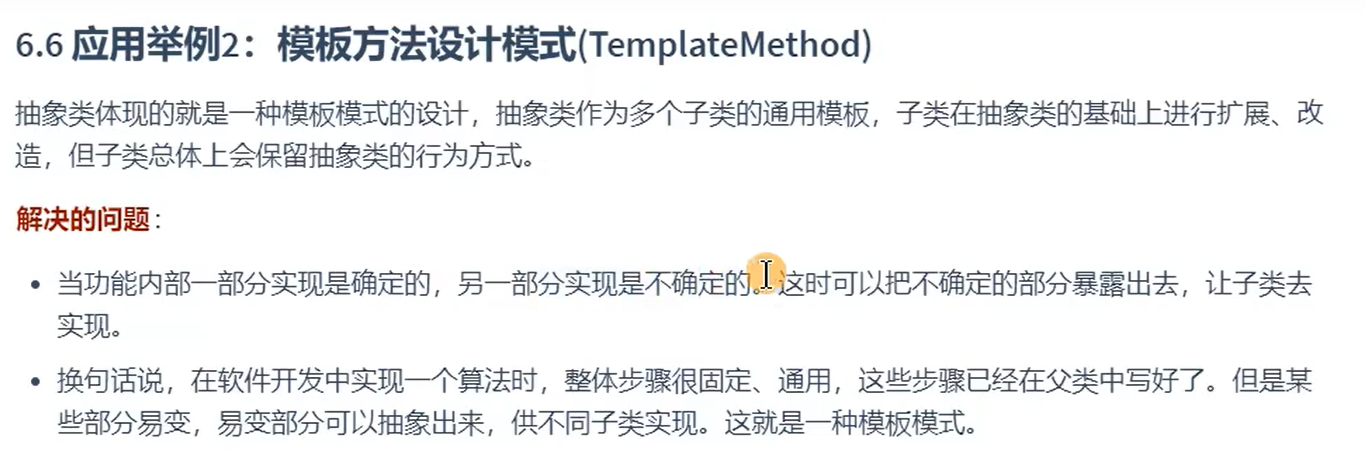 6.6 应用举例2：模板方法设计模式(TemplateMethod)
抽象类体现的就是一种模板模式的设计，抽象类作为多个子类的通用模板，子类在抽象类的基础上进行扩展、改
造，但子类总体上会保留抽象类的行为方式。
解决的问题：
• 当功能内部一部分实现是确定的，另一部分实现是不确定的。这时可以把不确定的部分暴露出去，让子类去
实现。
• 换句话说，在软件开发中实现一个算法时，整体步骤很固定、通用，这些步骤已经在父类中写好了。但是某
些部分易变，易变部分可以抽象出来，供不同子类实现。这就是一种模板模式。